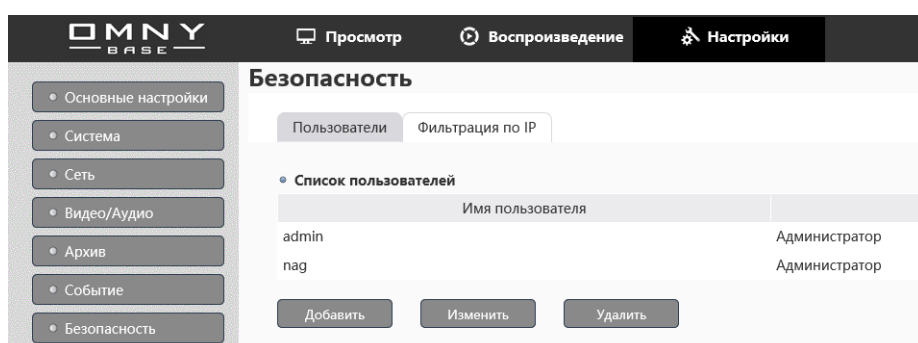 OMNY
BASE
Просмотр
Воспроизведение
Настройки
Безопасность
Основные настройки
Система
Сеть
Видео/Аудио
Архив
Событие
Безопасность
Пользователи
Фильтрация по IP
Список пользователей
Имя пользователя
admin Администратор
nag Администратор
Добавить
Изменить
Удалить